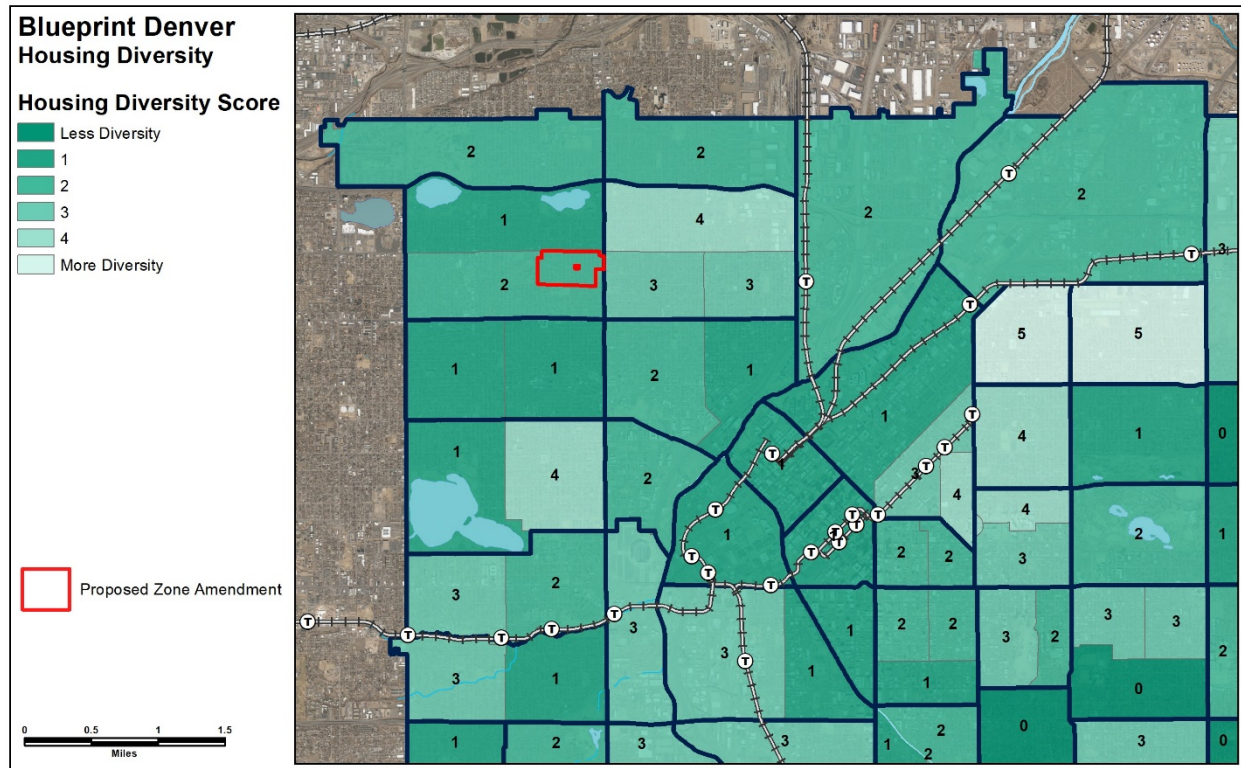 Blueprint Denver
Housing Diversity
Housing Diversity Score
Less Diversity
1
2
3
4
More Diversity
Proposed Zone Amendment
0 0.5 1 1.5
Miles
2 2
1 4 2 2
T
T 3
2 3 3 T
T
5 5
1 1 2 1
1
T
4 1 0
1 4 2 T
T
T 3 T 4
4
T
1 T T T
T T T
2 1
T 2 2 3
3 2 T T
T
3 3
T T T T T
3 2 2 3 2 2
1
3 T
3 1 1 1 0
0
1 2 3 3 1 2 3 0
2